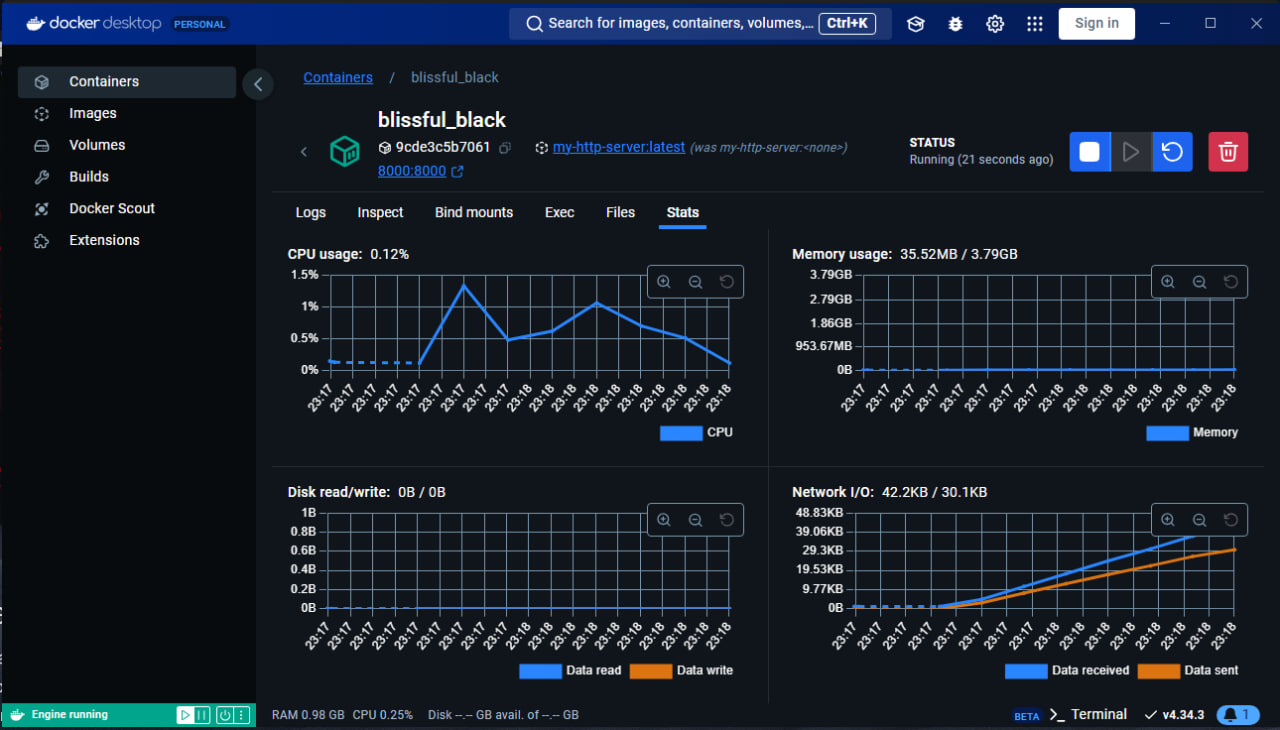 docker desktop PERSONAL
Search for images, containers, volumes,... Ctrl+K
Sign in
Containers
Images
Volumes
Builds
Docker Scout
Extensions
Containers / blissful_black
blissful_black
9cde3c5b7061
my-http-server:latest (was my-http-server:<none>)
8000:8000
STATUS
Running (21 seconds ago)
Logs Inspect Bind mounts Exec Files Stats
CPU usage: 0.12%
1.5%
1%
0.5%
0%
23:17 23:17 23:17 23:17 23:17 23:17 23:17 23:17 23:17 23:18 23:18 23:18 23:18 23:18 23:18 23:18 23:18 23:18 23:18
CPU
Memory usage: 35.52MB / 3.79GB
3.79GB
2.79GB
1.86GB
953.67MB
0B
23:17 23:17 23:17 23:17 23:17 23:17 23:17 23:17 23:18 23:18 23:18 23:18 23:18 23:18 23:18 23:18
Memory
Disk read/write: 0B / 0B
1B
0.8B
0.6B
0.4B
0.2B
0B
23:17 23:17 23:17 23:17 23:17 23:17 23:17 23:17 23:17 23:18 23:18 23:18 23:18 23:18 23:18 23:18 23:18 23:18 23:18
Data read Data write
Network I/O: 42.2KB / 30.1KB
48.83KB
39.06KB
29.3KB
19.53KB
9.77KB
0B
23:17 23:17 23:17 23:17 23:17 23:17 23:17 23:18 23:18 23:18 23:18 23:18 23:18 23:18 23:18 23:18
Data received Data sent
Engine running
RAM 0.98 GB CPU 0.25% Disk --.-- GB avail. of --.-- GB
BETA >_ Terminal
v4.34.3
1